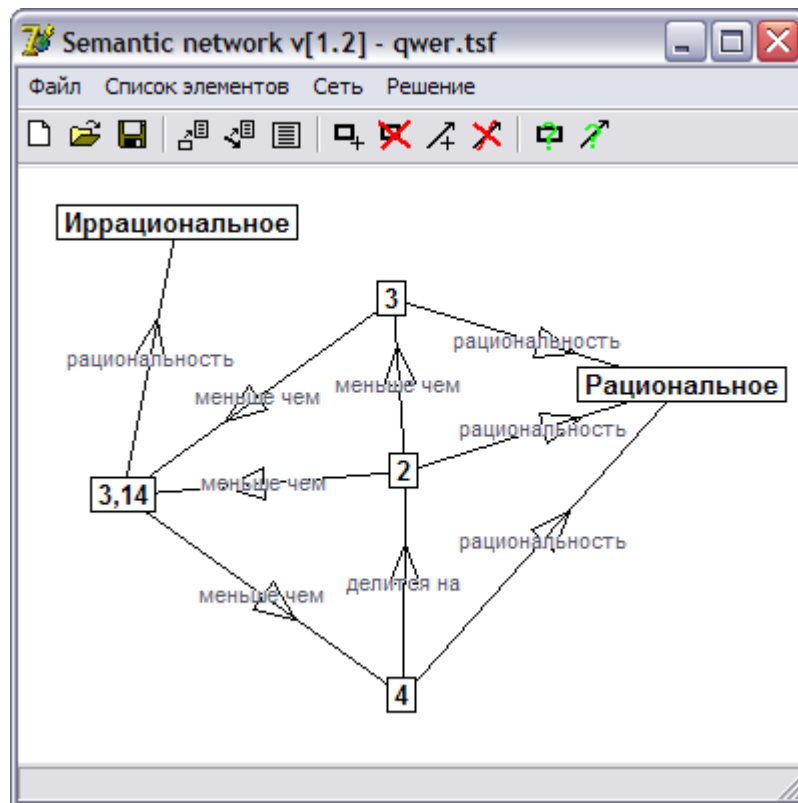 Semantic network v[1.2] - qwer.tsf
Файл Список элементов Сеть Решение
Иррациональное
3
рациональность
рациональность
меньше чем
меньше чем
Рациональное
рациональность
2
меньше чем
3,14
рациональность
делится на
меньше чем
4